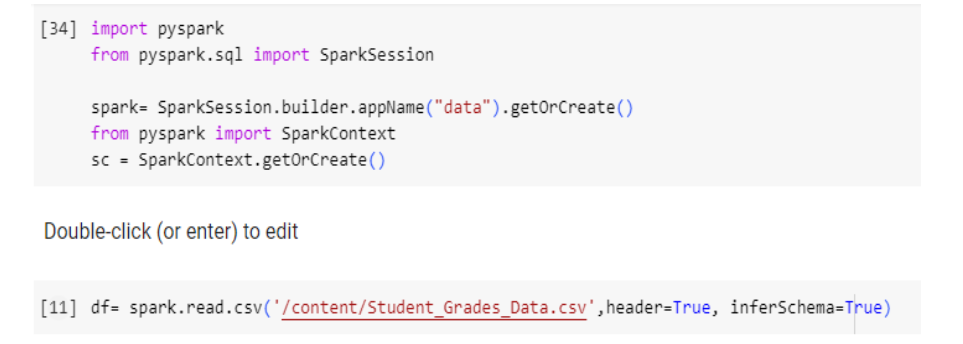 [34] import pyspark
from pyspark.sql import SparkSession
spark= SparkSession.builder.appName("data").getOrCreate()
from pyspark import SparkContext
sc = SparkContext.getOrCreate()
Double-click (or enter) to edit
[11] df= spark.read.csv('/content/Student_Grades_Data.csv',header=True, inferSchema=True)